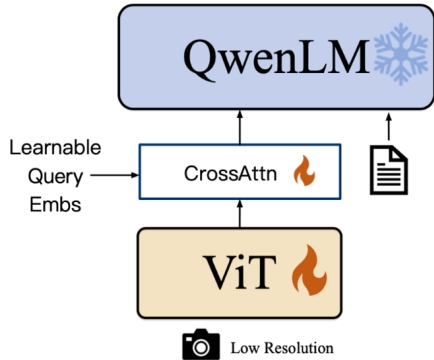 QwenLM
Learnable
Query
Embs
CrossAttn
ViT
Low Resolution